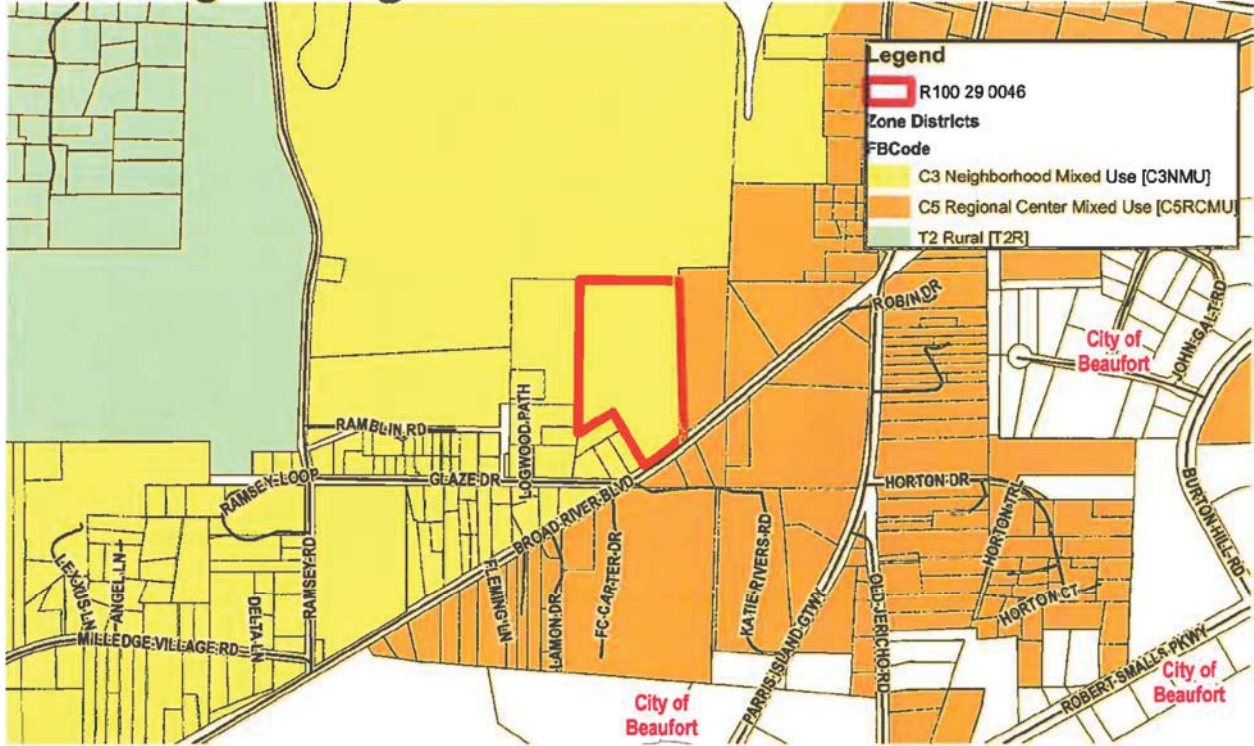 Legend
R100 29 0046
Zone Districts
FBCode
C3 Neighborhood Mixed Use [C3NMU]
C5 Regional Center Mixed Use [C5RCMU]
T2 Rural [T2R]
ROBIN DR
City of
Beaufort
JOHN GALT RD
RAMBLIN RD
LOGWOOD PATH
RAMSEY LOOP
GLAZE DR
BROAD RIVER BLVD
HORTON DR
HORTON TRL
BURTON HILL RD
LEXUS LN
ANGEL LN
DELTA LN
RAMSEY RD
FLEMING LN
LAMON DR
FC CARTER DR
KATIE RIVERS RD
PARRIS ISLAND GTWY
OLD JERICHO RD
HORTON CT
MILLEDGE VILLAGE RD
ROBERT SMALLS PKWY
City of
Beaufort
City of
Beaufort